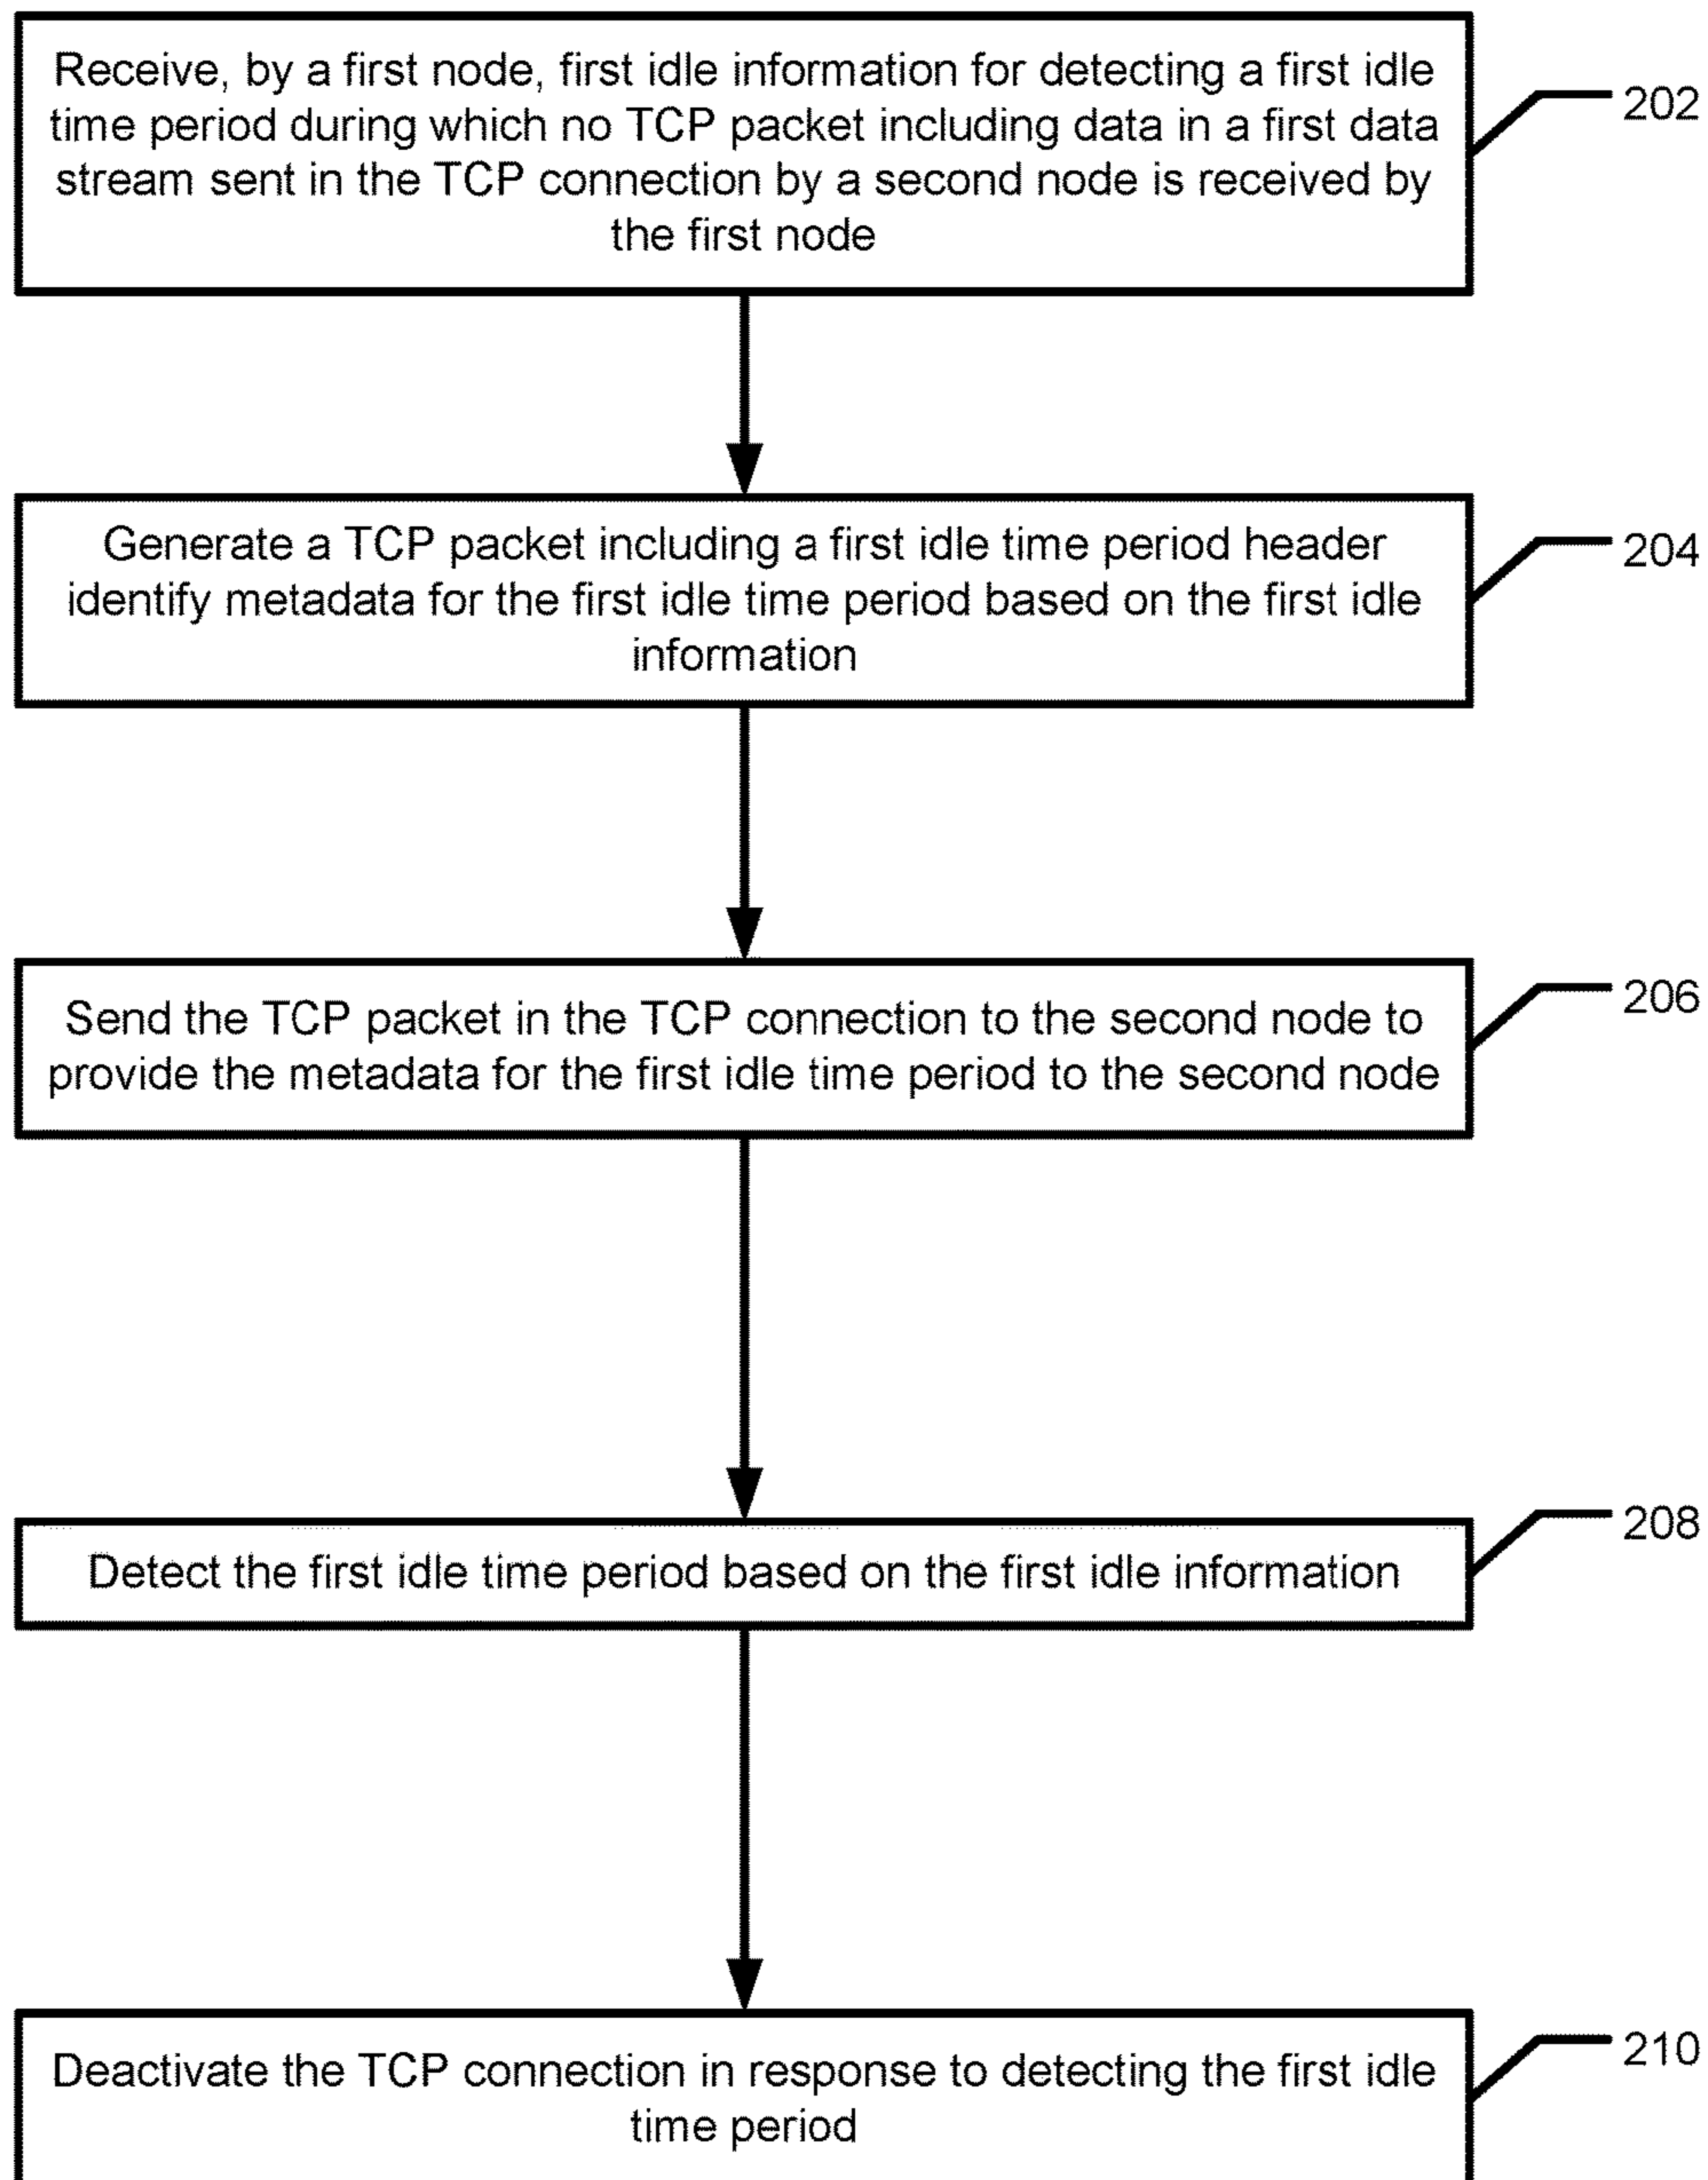 Receive, by a first node, first idle information for detecting a first idle
time period during which no TCP packet including data in a first data
stream sent in the TCP connection by a second node is received by
the first node
202
Generate a TCP packet including a first idle time period header
identify metadata for the first idle time period based on the first idle
information
204
Send the TCP packet in the TCP connection to the second node to
provide the metadata for the first idle time period to the second node
206
Detect the first idle time period based on the first idle information
208
Deactivate the TCP connection in response to detecting the first idle
time period
210